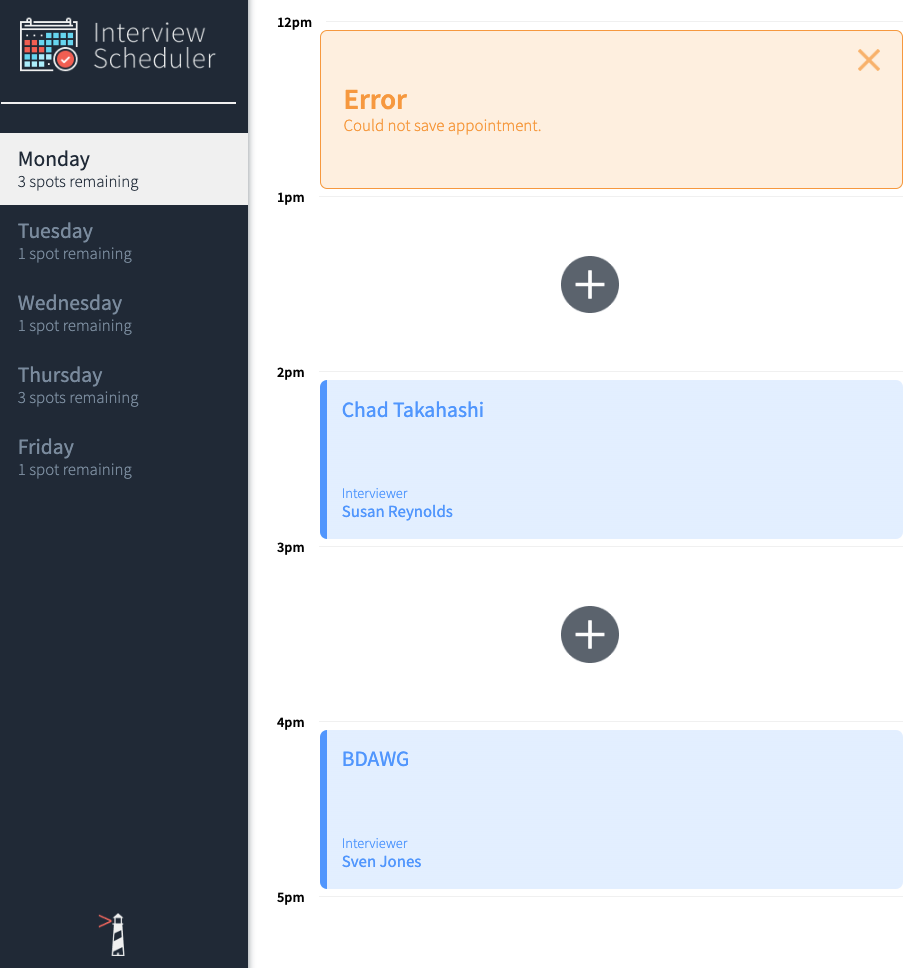 Interview
Scheduler
Monday
3 spots remaining
Tuesday
1 spot remaining
Wednesday
1 spot remaining
Thursday
3 spots remaining
Friday
1 spot remaining
12pm
Error
Could not save appointment.
1pm
2pm
Chad Takahashi
Interviewer
Susan Reynolds
3pm
4pm
BDAWG
Interviewer
Sven Jones
5pm